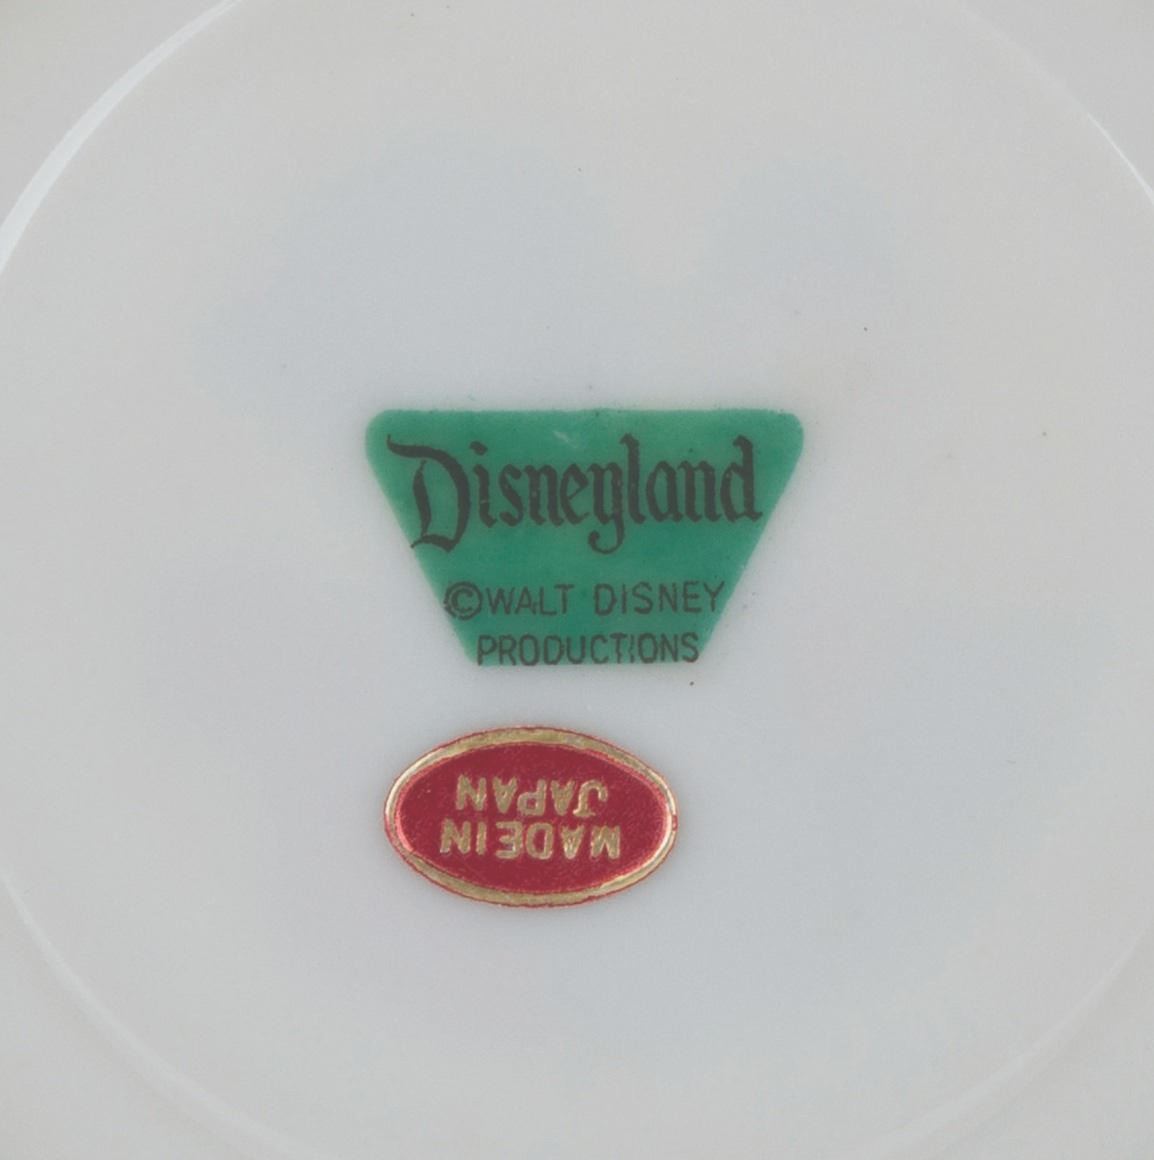 Disneyland
©WALT DISNEY
PRODUCTIONS
MADE IN
JAPAN